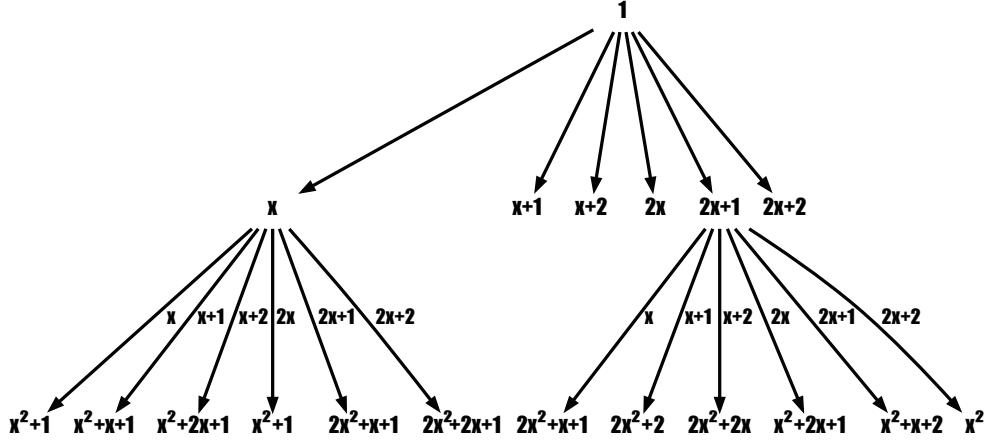 1
x x+1 x+2 2x 2x+1 2x+2
x x+1 x+2 2x 2x+1 2x+2 x x+1 x+2 2x 2x+1 2x+2
x²+1 x²+x+1 x²+2x+1 x²+1 2x²+x+1 2x²+2x+1 2x²+x+1 2x²+2 2x²+2x x²+2x+1 x²+x+2 x²